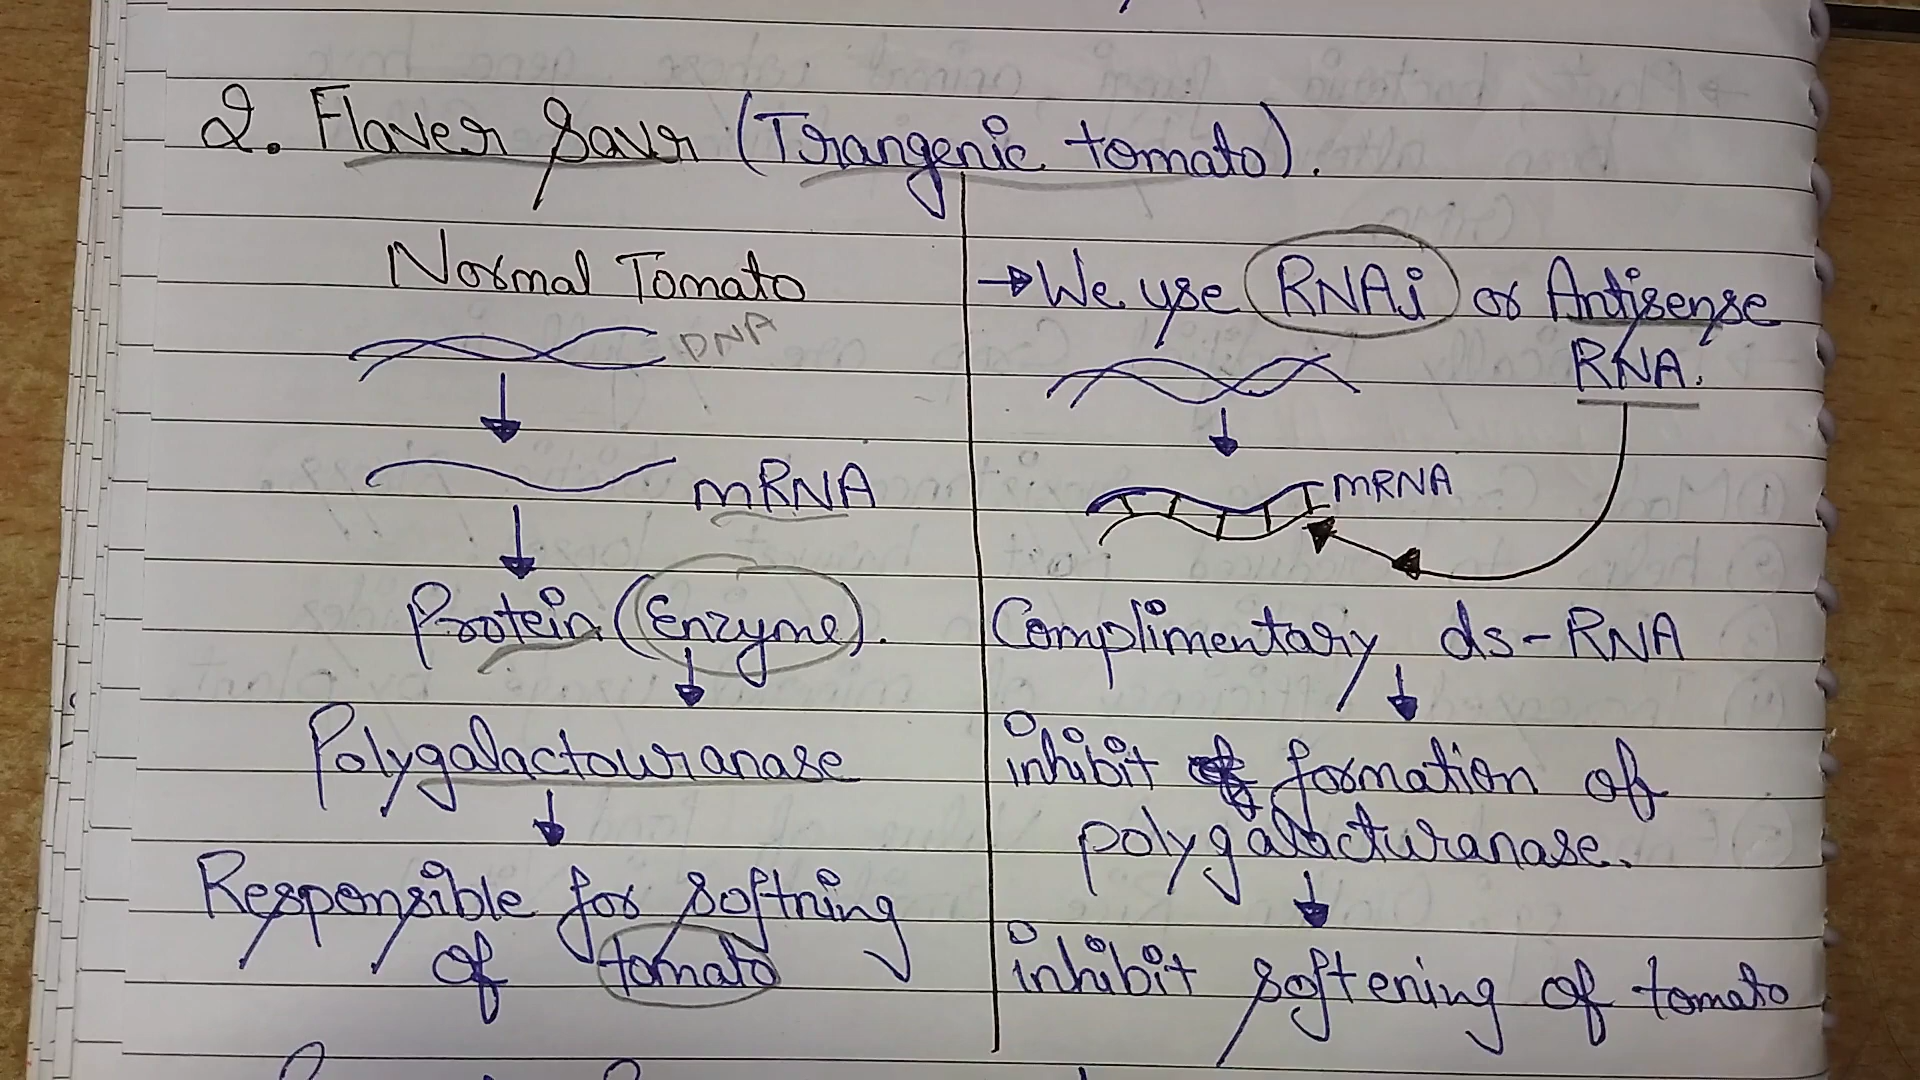 2. Flaver Savr (Trangenic tomato).
Normal Tomato
DNA
mRNA
Protein (Enzyme).
Polygalactouranase
Responsible for softning
of tomato
→ We use RNAi or Antisense
RNA.
mRNA
Complimentary ds-RNA
inhibit formation of
polygalacturanase.
inhibit softening of tomato